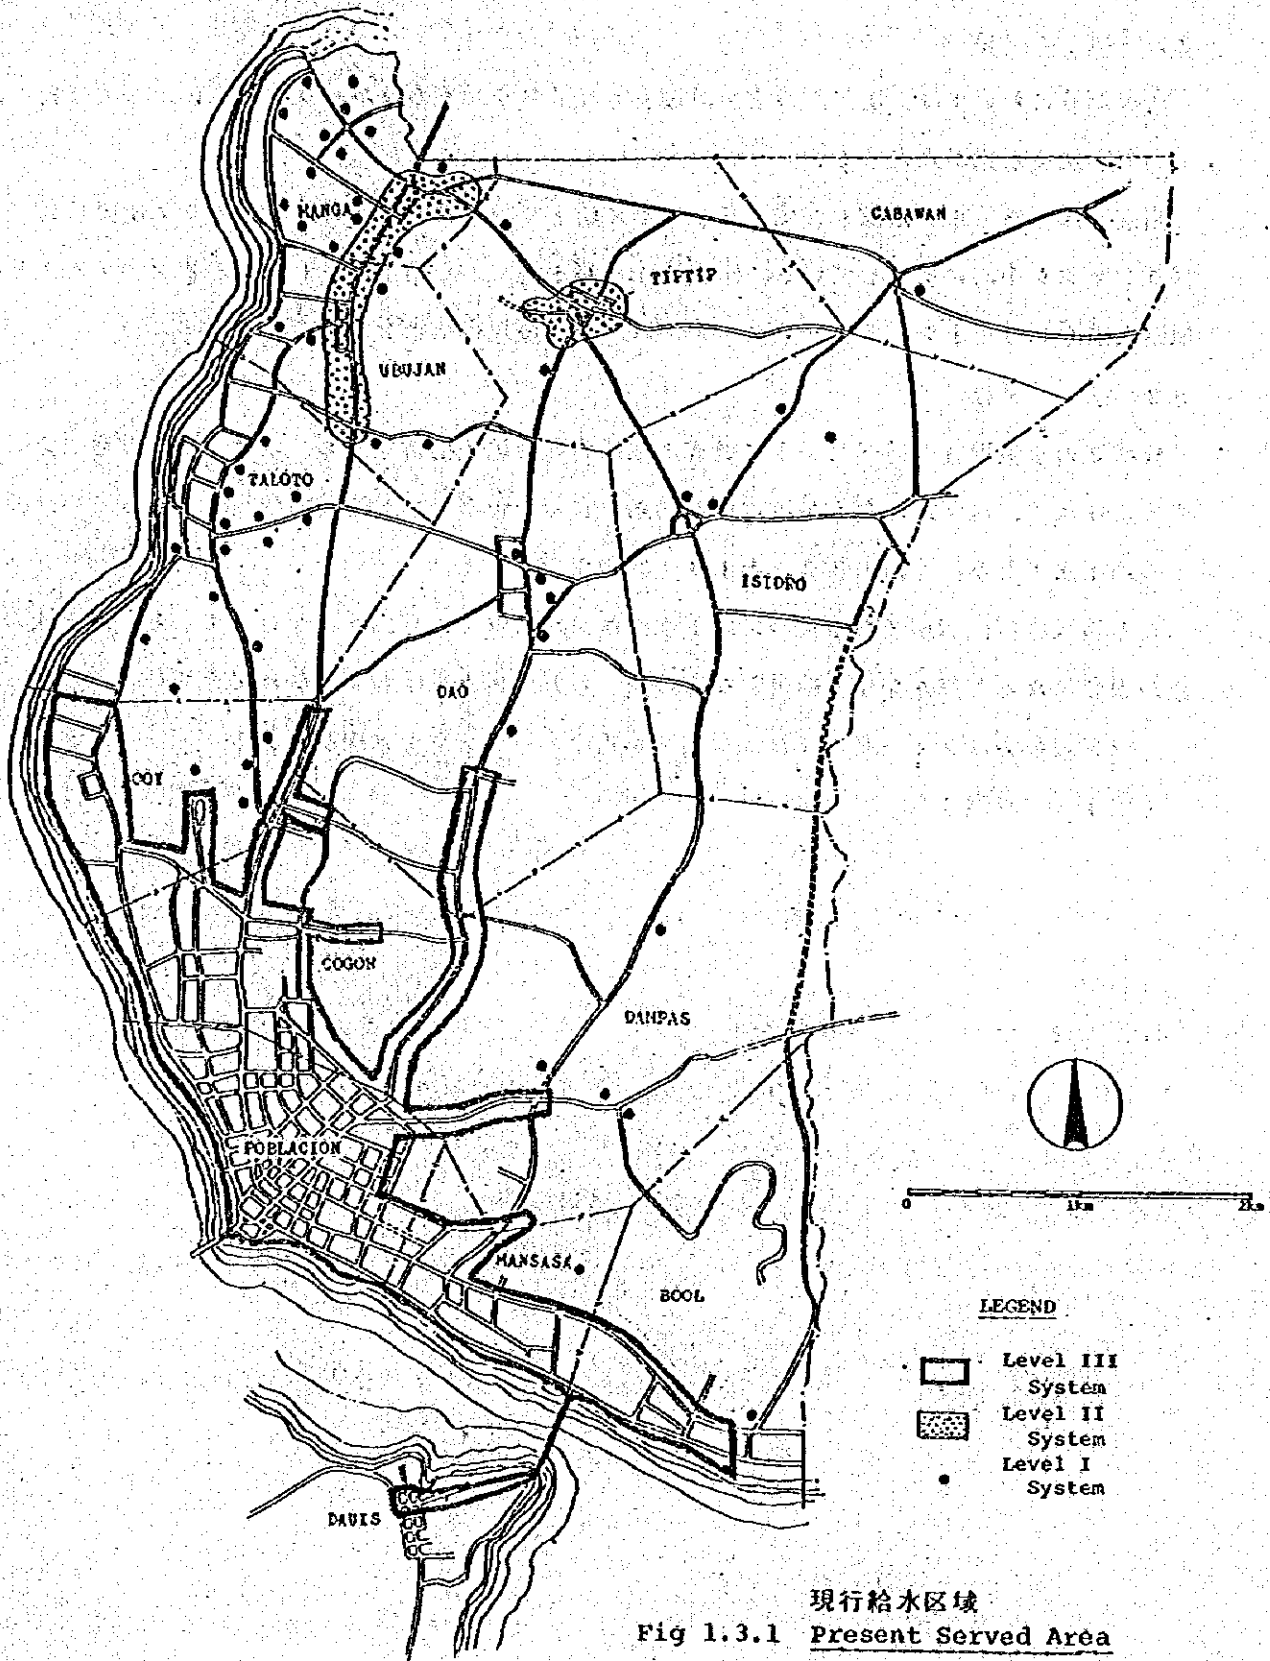 MANGA
CABAWAN
TIPTIP
UBUJAN
TALOTO
ISIDRO
DAO
COY
COGON
DAMPAS
POBLACION
0 1km 2km
MANSASA
BOOL
LEGEND
Level III
System
Level II
System
Level I
System
DAUIS
現行給水区域
Fig 1.3.1 Present Served Area